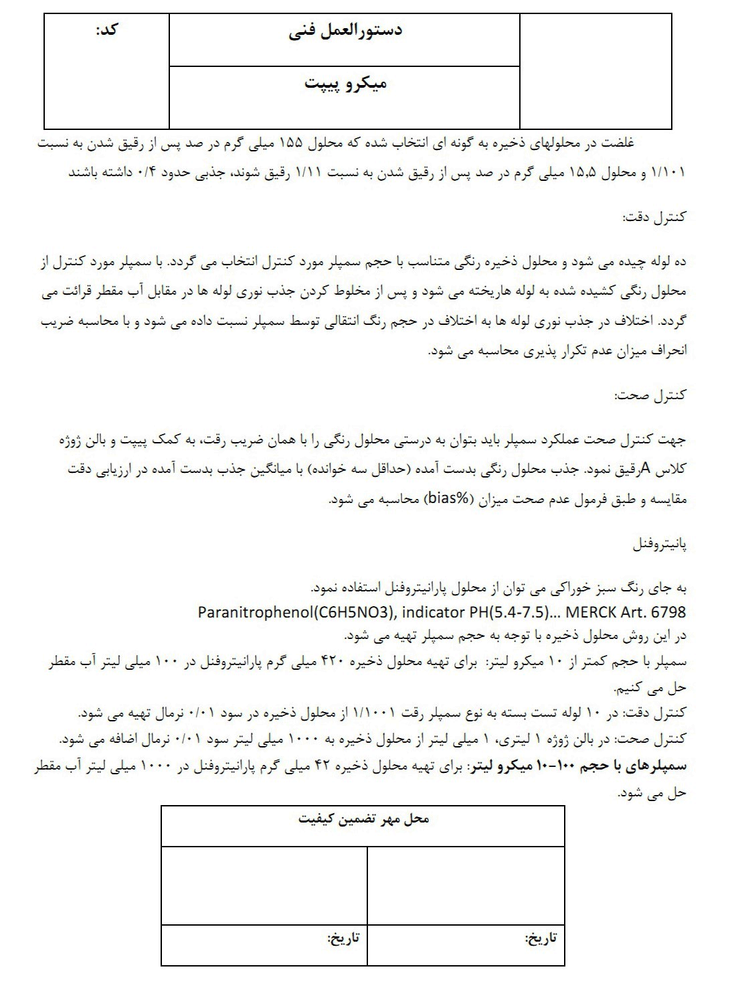 دستورالعمل فنی
کد:
میکرو پیپت
غلضت در محلولهای ذخیره به گونه ای انتخاب شده که محلول ۱۵۵ میلی گرم در صد پس از رقیق شدن به نسبت
۱/۱۰۱ و محلول ۱۵,۵ میلی گرم در صد پس از رقیق شدن به نسبت ۱/۱۱ رقیق شوند، جذبی حدود ۰/۴ داشته باشند
کنترل دقت:
ده لوله چیده می شود و محلول ذخیره رنگی متناسب با حجم سمپلر مورد کنترل انتخاب می گردد. با سمپلر مورد کنترل از
محلول رنگی کشیده شده به لوله هاریخته می شود و پس از مخلوط کردن جذب نوری لوله ها در مقابل آب مقطر قرائت می
گردد. اختلاف در جذب نوری لوله ها به اختلاف در حجم رنگ انتقالی توسط سمپلر نسبت داده می شود و با محاسبه ضریب
انحراف میزان عدم تکرار پذیری محاسبه می شود.
کنترل صحت:
جهت کنترل صحت عملکرد سمپلر باید بتوان به درستی محلول رنگی را با همان ضریب رقت، به کمک پیپت و بالن ژوژه
کلاس Aرقیق نمود. جذب محلول رنگی بدست آمده (حداقل سه خوانده) با میانگین جذب بدست آمده در ارزیابی دقت
مقایسه و طبق فرمول عدم صحت میزان (bias%) محاسبه می شود.
پانیتروفنل
به جای رنگ سبز خوراکی می توان از محلول پارانیتروفنل استفاده نمود.
Paranitrophenol(C6H5NO3), indicator PH(5.4-7.5)... MERCK Art. 6798
در این روش محلول ذخیره با توجه به حجم سمپلر تهیه می شود.
سمپلر با حجم کمتر از ۱۰ میکرو لیتر: برای تهیه محلول ذخیره ۴۲۰ میلی گرم پارانیتروفنل در ۱۰۰ میلی لیتر آب مقطر
حل می کنیم.
کنترل دقت: در ۱۰ لوله تست بسته به نوع سمپلر رقت ۱/۱۰۰۱ از محلول ذخیره در سود ۰/۰۱ نرمال تهیه می شود.
کنترل صحت: در بالن ژوژه ۱ لیتری، ۱ میلی لیتر از محلول ذخیره به ۱۰۰۰ میلی لیتر سود ۰/۰۱ نرمال اضافه می شود.
سمپلرهای با حجم ۱۰۰-۱۰ میکرو لیتر: برای تهیه محلول ذخیره ۴۲ میلی گرم پارانیتروفنل در ۱۰۰۰ میلی لیتر آب مقطر
حل می شود.
محل مهر تضمین کیفیت
تاریخ:
تاریخ: